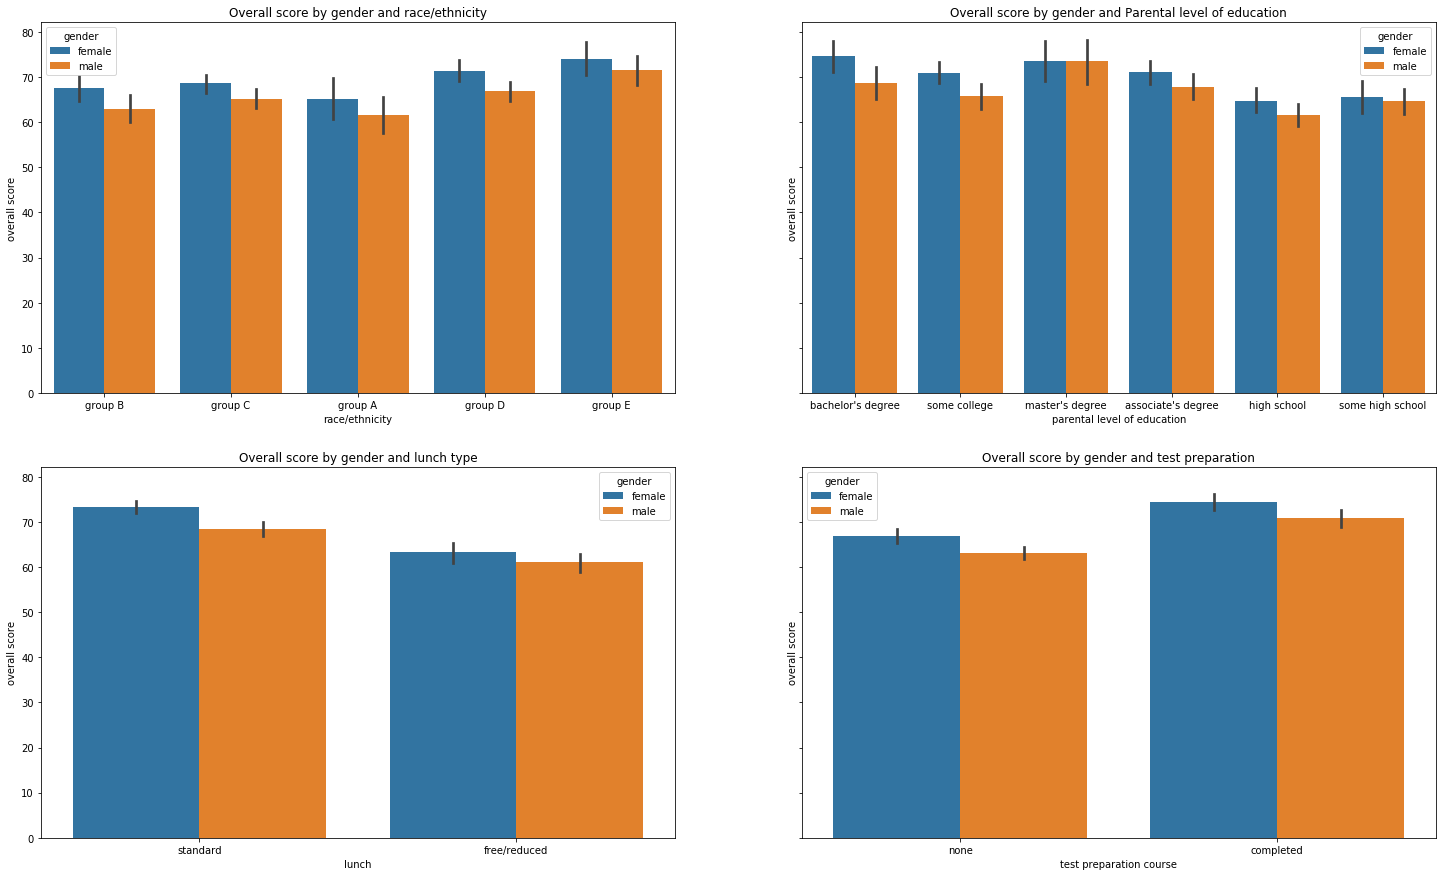 Overall score by gender and race/ethnicity
gender
female
male
80
70
60
50
40
30
20
10
0
overall score
group B group C group A group D group E
race/ethnicity
Overall score by gender and Parental level of education
gender
female
male
overall score
bachelor's degree some college master's degree associate's degree high school some high school
parental level of education
Overall score by gender and lunch type
gender
female
male
80
70
60
50
40
30
20
10
0
overall score
standard free/reduced
lunch
Overall score by gender and test preparation
gender
female
male
overall score
none completed
test preparation course